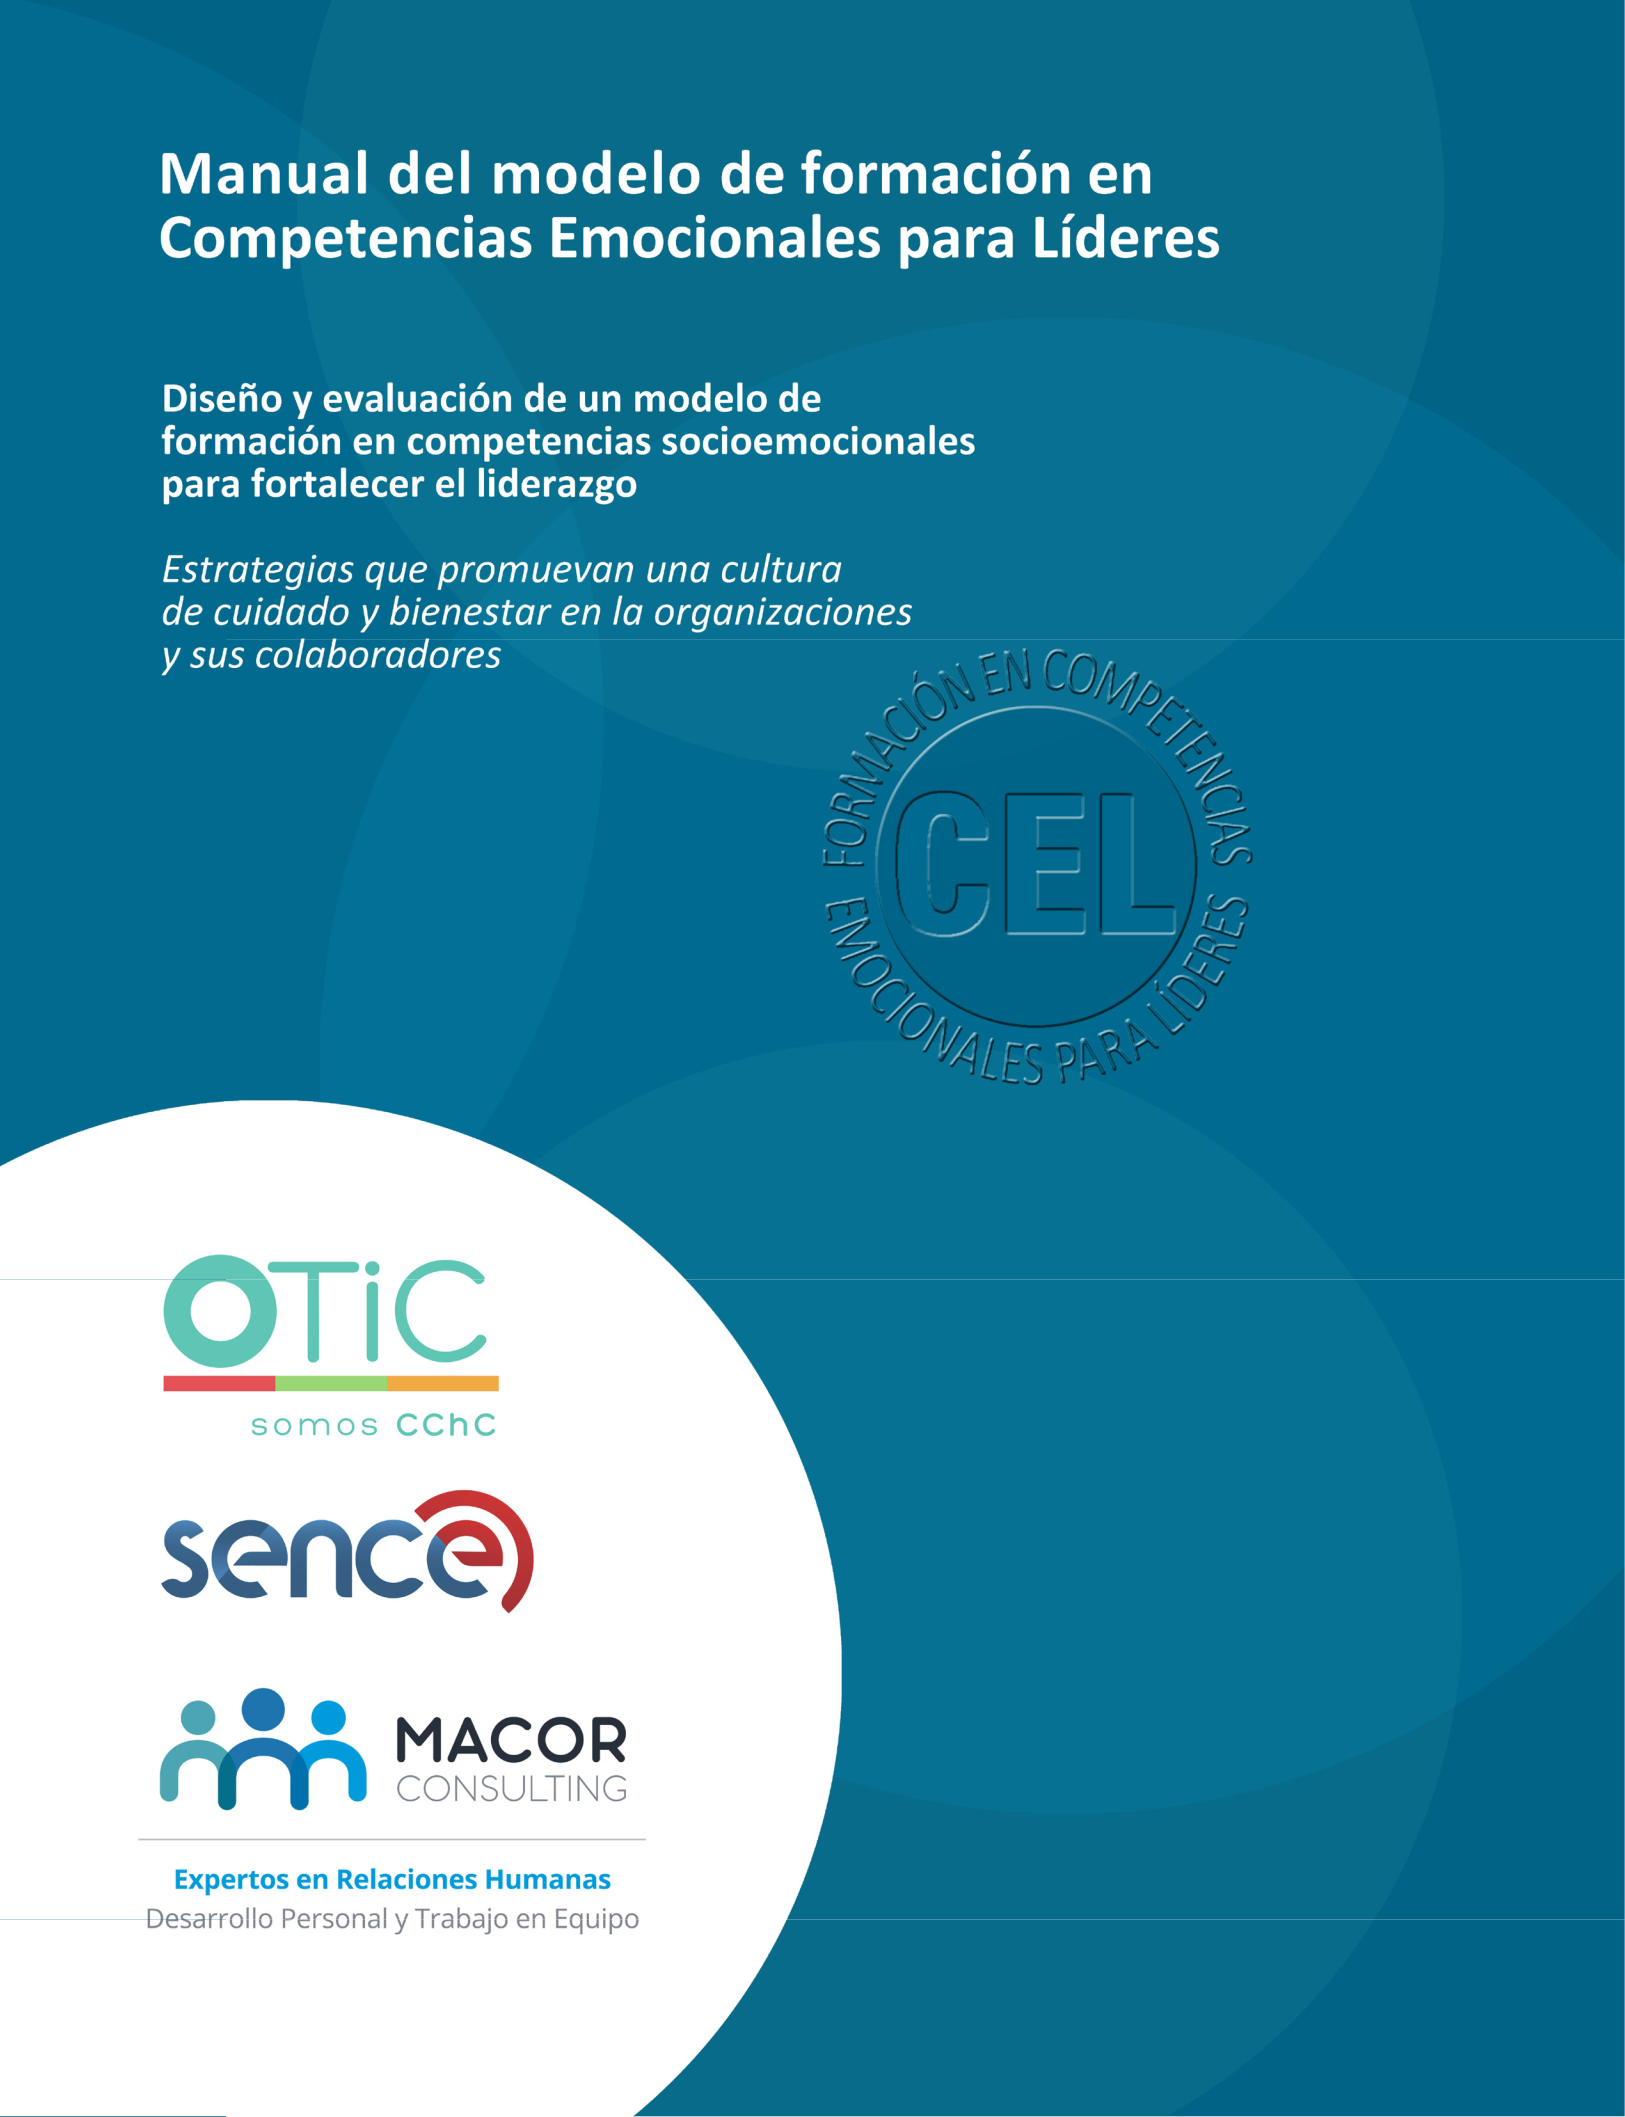 Manual del modelo de formación en
Competencias Emocionales para Líderes
Diseño y evaluación de un modelo de
formación en competencias socioemocionales
para fortalecer el liderazgo
Estrategias que promuevan una cultura
de cuidado y bienestar en la organizaciones
y sus colaboradores
FORMACIÓN EN COMPETENCIAS
CEL
EMOCIONALES PARA LÍDERES
OTiC
somos CChC
sence
MACOR
CONSULTING
Expertos en Relaciones Humanas
Desarrollo Personal y Trabajo en Equipo